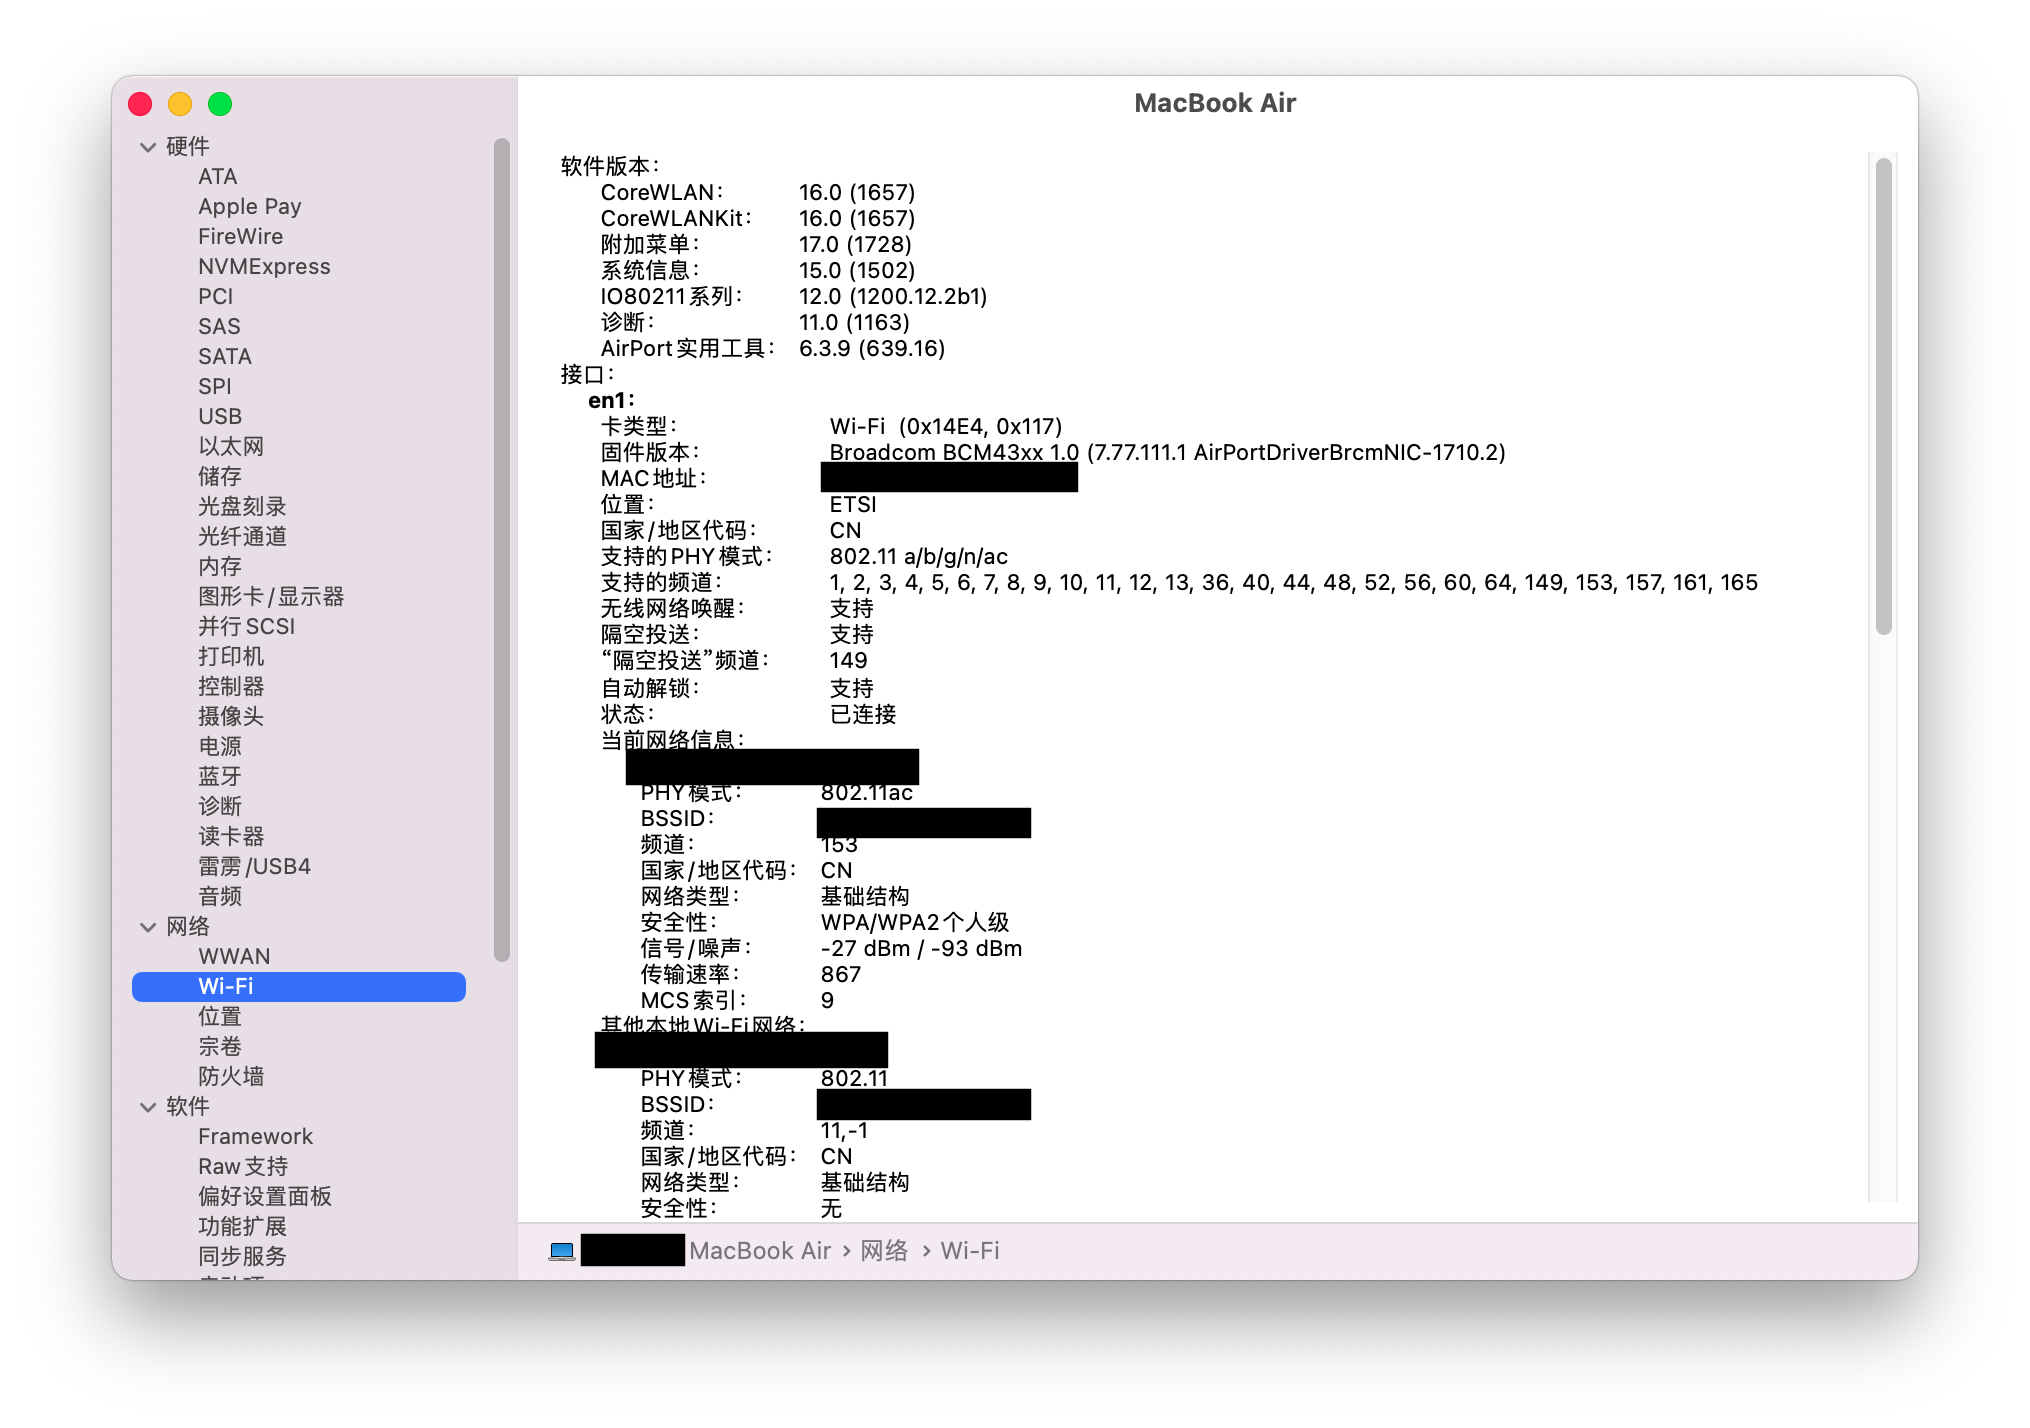 MacBook Air
硬件
ATA
Apple Pay
FireWire
NVMExpress
PCI
SAS
SATA
SPI
USB
以太网
储存
光盘刻录
光纤通道
内存
图形卡/显示器
并行SCSI
打印机
控制器
摄像头
电源
蓝牙
诊断
读卡器
雷雳/USB4
音频
网络
WWAN
Wi-Fi
位置
宗卷
防火墙
软件
Framework
Raw支持
偏好设置面板
功能扩展
同步服务
软件版本:
CoreWLAN: 16.0 (1657)
CoreWLANKit: 16.0 (1657)
附加菜单: 17.0 (1728)
系统信息: 15.0 (1502)
IO80211系列: 12.0 (1200.12.2b1)
诊断: 11.0 (1163)
AirPort实用工具: 6.3.9 (639.16)
接口:
en1:
卡类型: Wi-Fi (0x14E4, 0x117)
固件版本: Broadcom BCM43xx 1.0 (7.77.111.1 AirPortDriverBrcmNIC-1710.2)
MAC地址:
位置: ETSI
国家/地区代码: CN
支持的PHY模式: 802.11 a/b/g/n/ac
支持的频道: 1, 2, 3, 4, 5, 6, 7, 8, 9, 10, 11, 12, 13, 36, 40, 44, 48, 52, 56, 60, 64, 149, 153, 157, 161, 165
无线网络唤醒: 支持
隔空投送: 支持
“隔空投送”频道: 149
自动解锁: 支持
状态: 已连接
当前网络信息:
PHY模式: 802.11ac
BSSID:
频道: 153
国家/地区代码: CN
网络类型: 基础结构
安全性: WPA/WPA2个人级
信号/噪声: -27 dBm / -93 dBm
传输速率: 867
MCS索引: 9
其他本地Wi-Fi网络:
PHY模式: 802.11
BSSID:
频道: 11,-1
国家/地区代码: CN
网络类型: 基础结构
安全性: 无
MacBook Air › 网络 › Wi-Fi